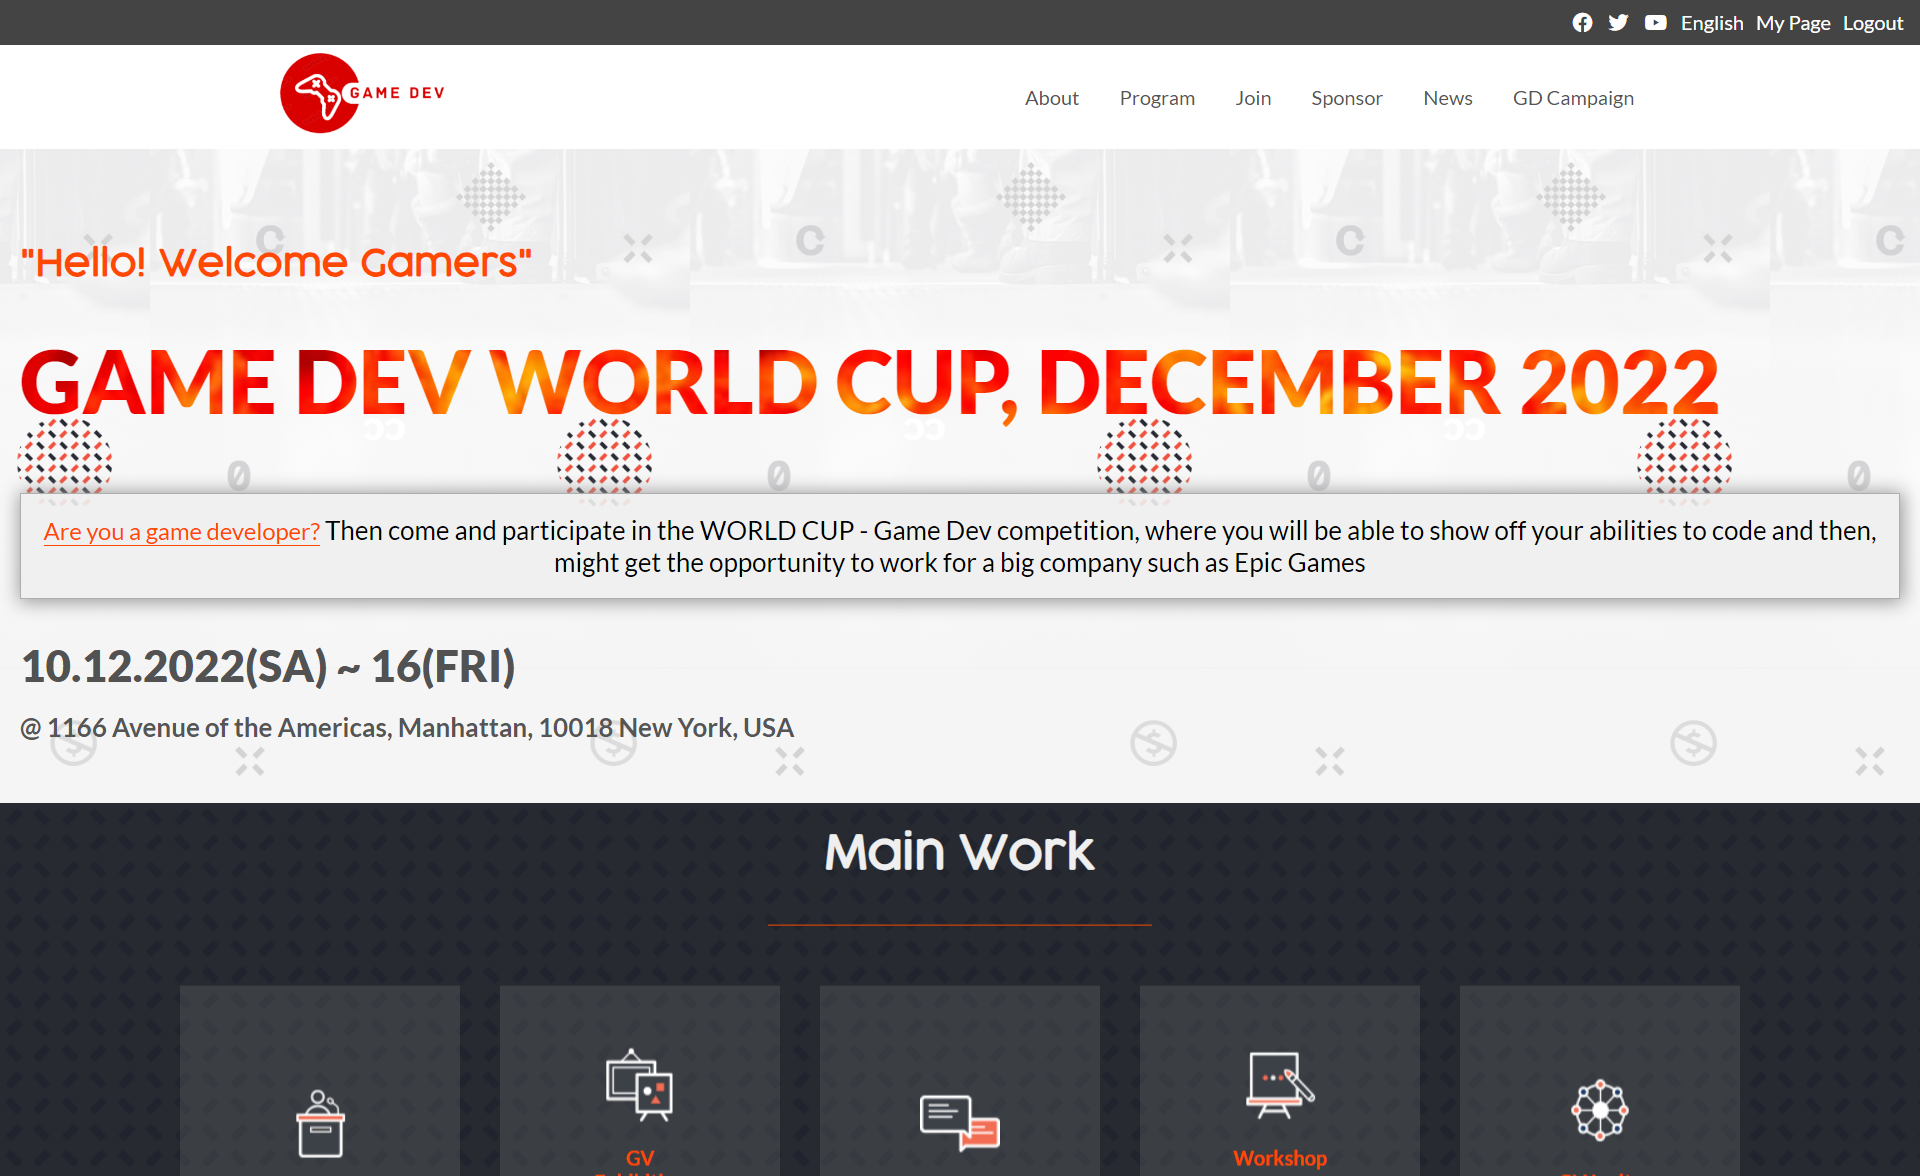 English My Page Logout
GAME DEV
About Program Join Sponsor News GD Campaign
"Hello! Welcome Gamers"
GAME DEV WORLD CUP, DECEMBER 2022
Are you a game developer? Then come and participate in the WORLD CUP - Game Dev competition, where you will be able to show off your abilities to code and then,
might get the opportunity to work for a big company such as Epic Games
10.12.2022(SA) ~ 16(FRI)
@ 1166 Avenue of the Americas, Manhattan, 10018 New York, USA
Main Work
GV
Workshop